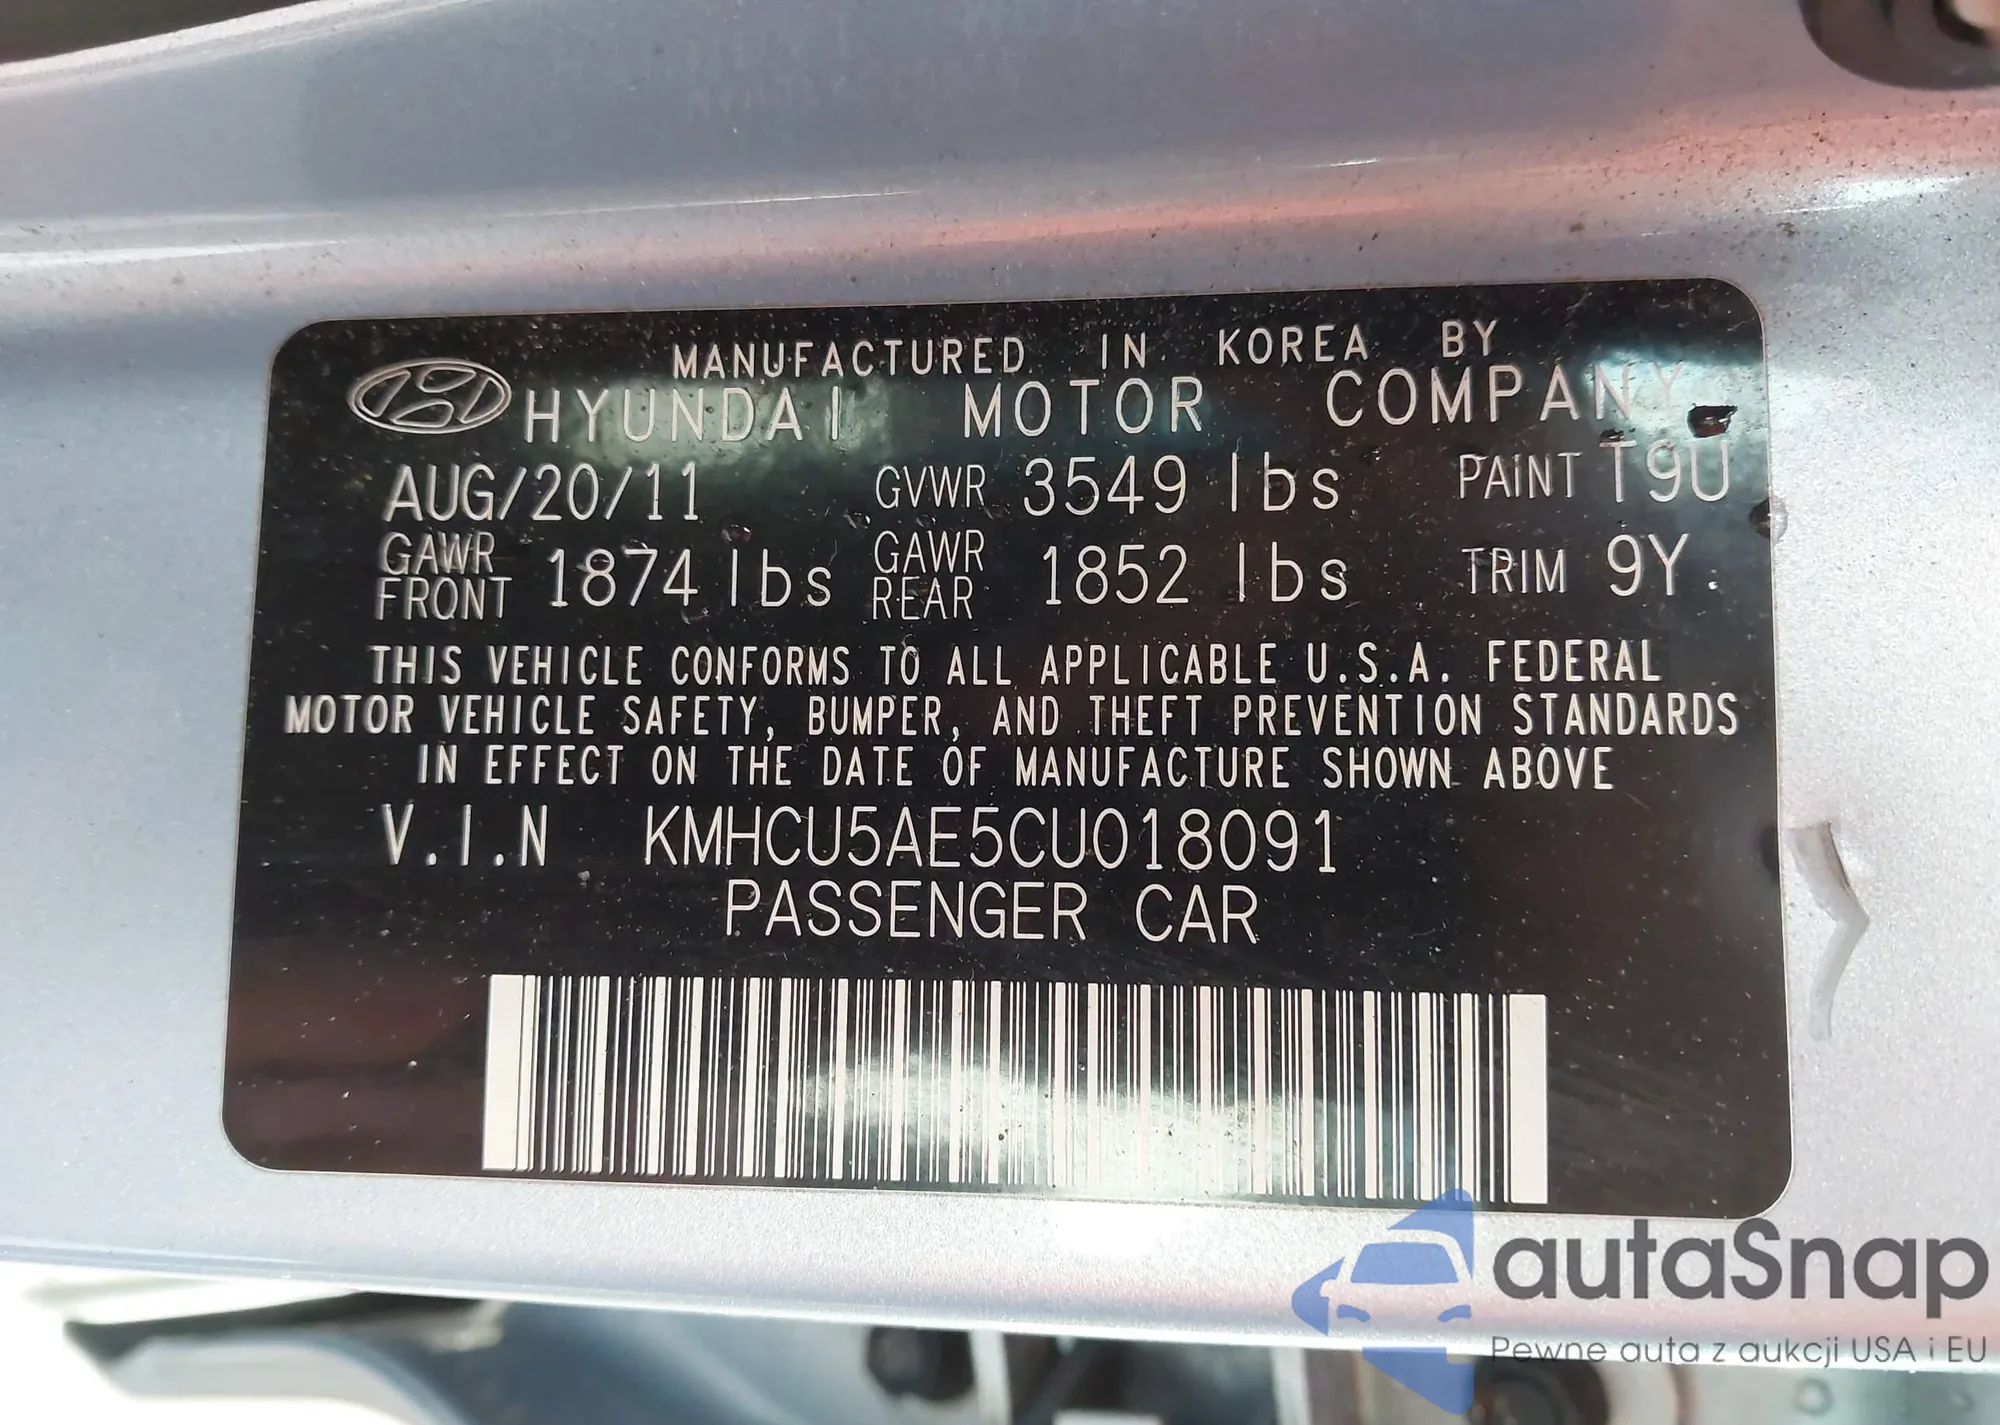 MANUFACTURED IN KOREA BY
HYUNDAI MOTOR COMPANY
AUG/20/11 GVWR 3549 lbs PAINT T9U
GAWR FRONT 1874 lbs GAWR REAR 1852 lbs TRIM 9Y
THIS VEHICLE CONFORMS TO ALL APPLICABLE U.S.A. FEDERAL
MOTOR VEHICLE SAFETY, BUMPER, AND THEFT PREVENTION STANDARDS
IN EFFECT ON THE DATE OF MANUFACTURE SHOWN ABOVE
V.I.N KMHCU5AE5CU018091
PASSENGER CAR
autaSnap
Pewne auta z aukcji USA i EU